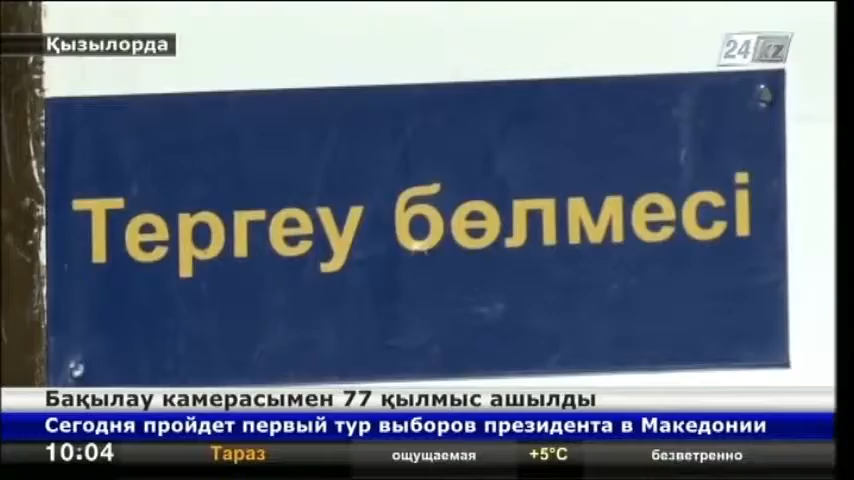 Қызылорда
24 kz
Тергеу бөлмесі
Бақылау камерасымен 77 қылмыс ашылды
Сегодня пройдет первый тур выборов президента в Македонии
10:04 Тараз ощущаемая +5°C безветренно